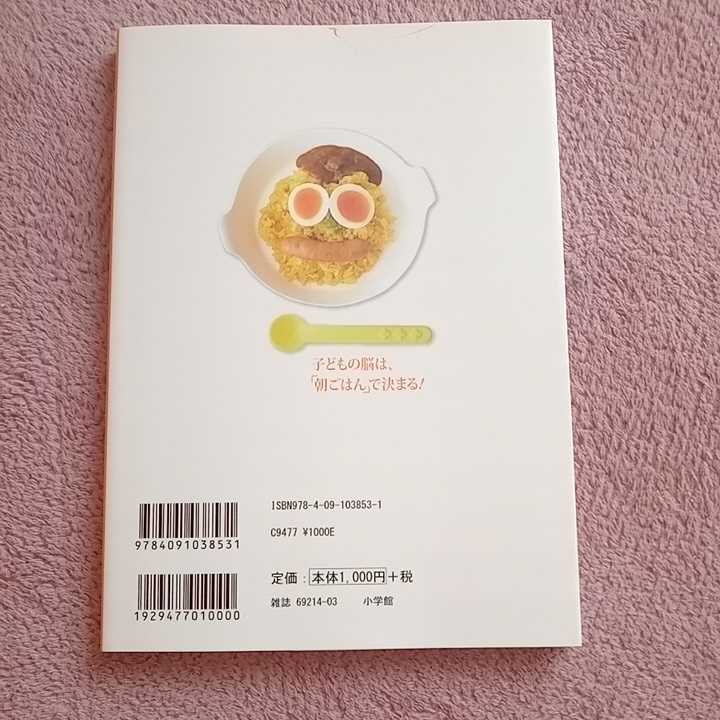 子どもの脳は、
「朝ごはん」で決まる!
ISBN978-4-09-103853-1
C9477 ¥1000E
9784091038531
定価：本体1,000円＋税
雑誌 69214-03 小学館
1929477010000